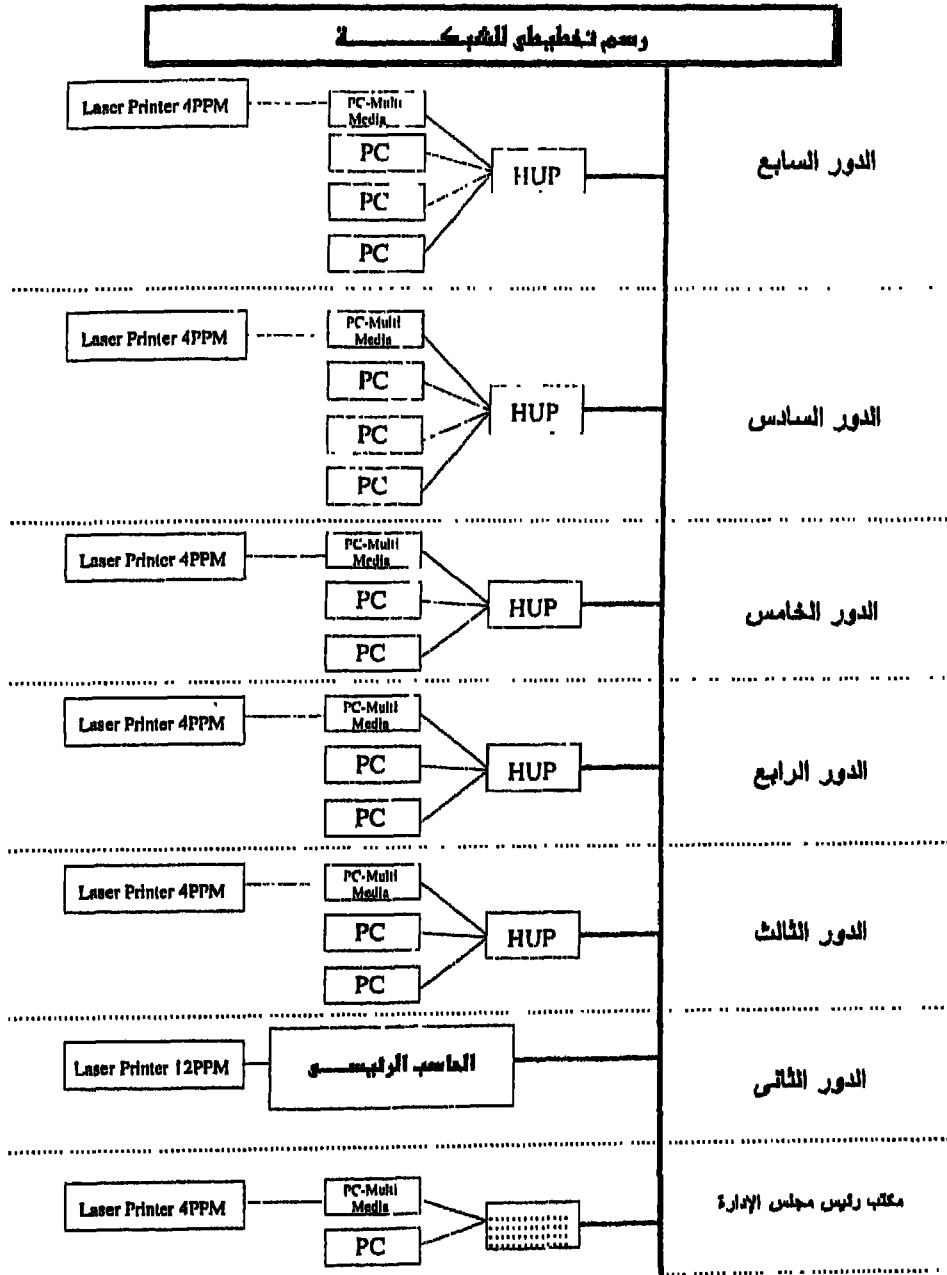 رسم تخطيطي للشبكـــــــــة
الدور السابع
HUP
PC-Multi
Media
PC
PC
PC
Laser Printer 4PPM
الدور السادس
HUP
PC-Multi
Media
PC
PC
PC
Laser Printer 4PPM
الدور الخامس
HUP
PC-Multi
Media
PC
PC
Laser Printer 4PPM
الدور الرابع
HUP
PC-Multi
Media
PC
PC
Laser Printer 4PPM
الدور الثالث
HUP
PC-Multi
Media
PC
PC
Laser Printer 4PPM
الدور الثانى
الحاسب الرئيســـى
Laser Printer 12PPM
مكتب رئيس مجلس الإدارة
PC-Multi
Media
PC
Laser Printer 4PPM